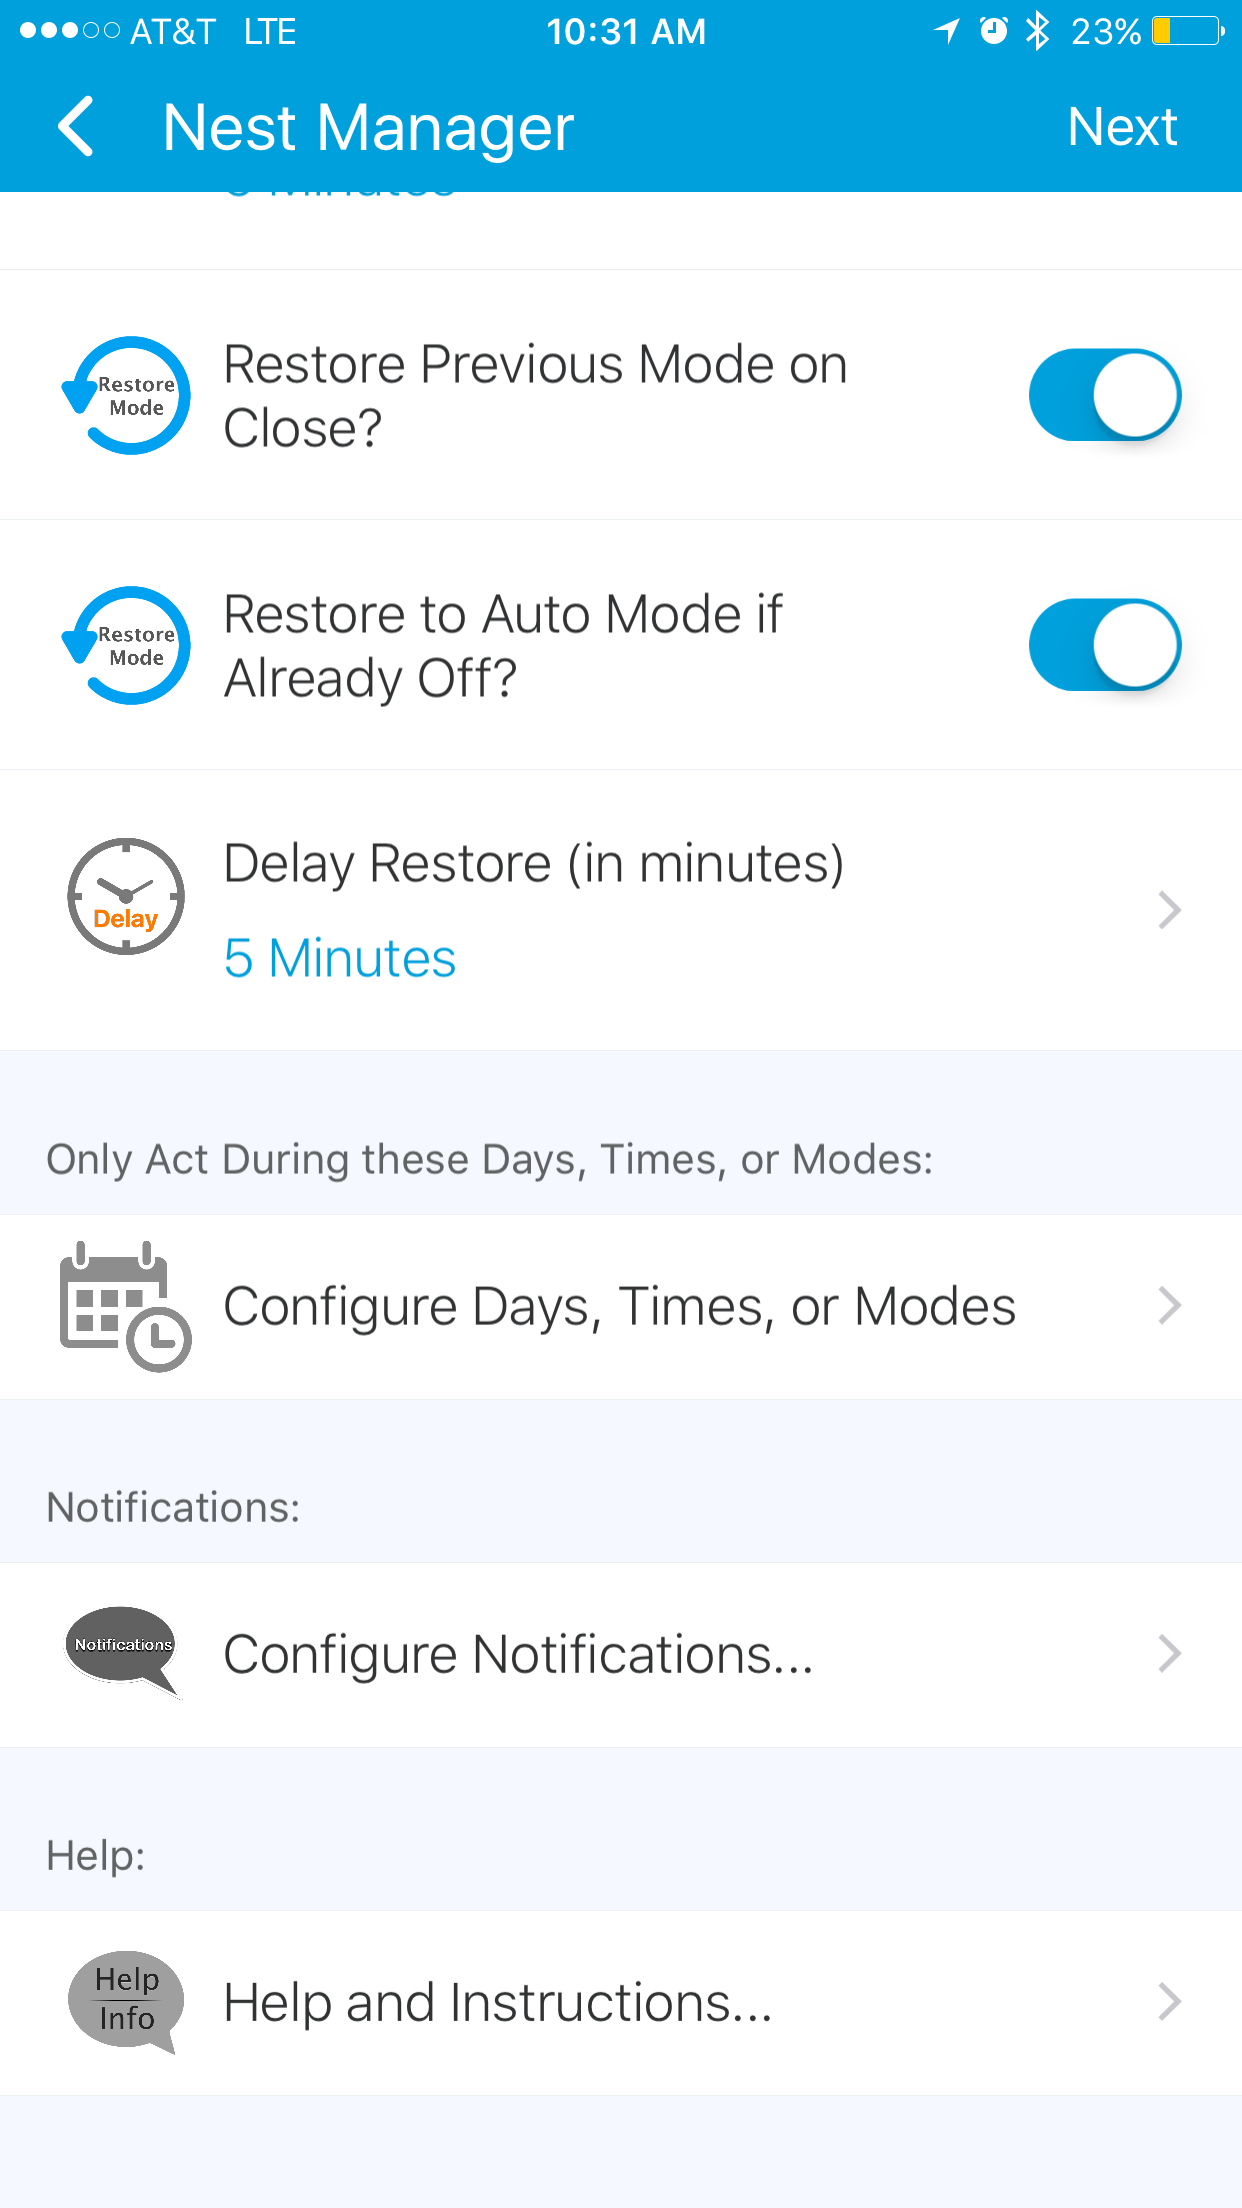 AT&T LTE 10:31 AM 23%
Nest Manager Next
Minutes
Restore Previous Mode on
Close?
Restore
Mode
Restore to Auto Mode if
Already Off?
Restore
Mode
Delay Restore (in minutes)
Delay
5 Minutes
Only Act During these Days, Times, or Modes:
Configure Days, Times, or Modes
Notifications:
Notifications
Configure Notifications...
Help:
Help
Info
Help and Instructions...